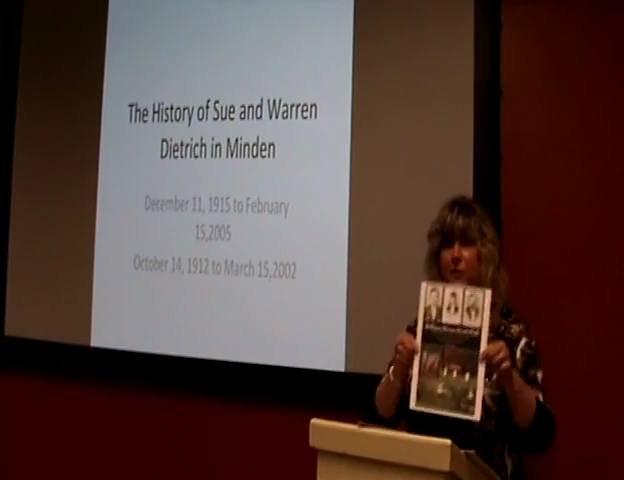 The History of Sue and Warren
Dietrich in Minden
December 11, 1915 to February
15,2005
October 14, 1912 to March 15,2002